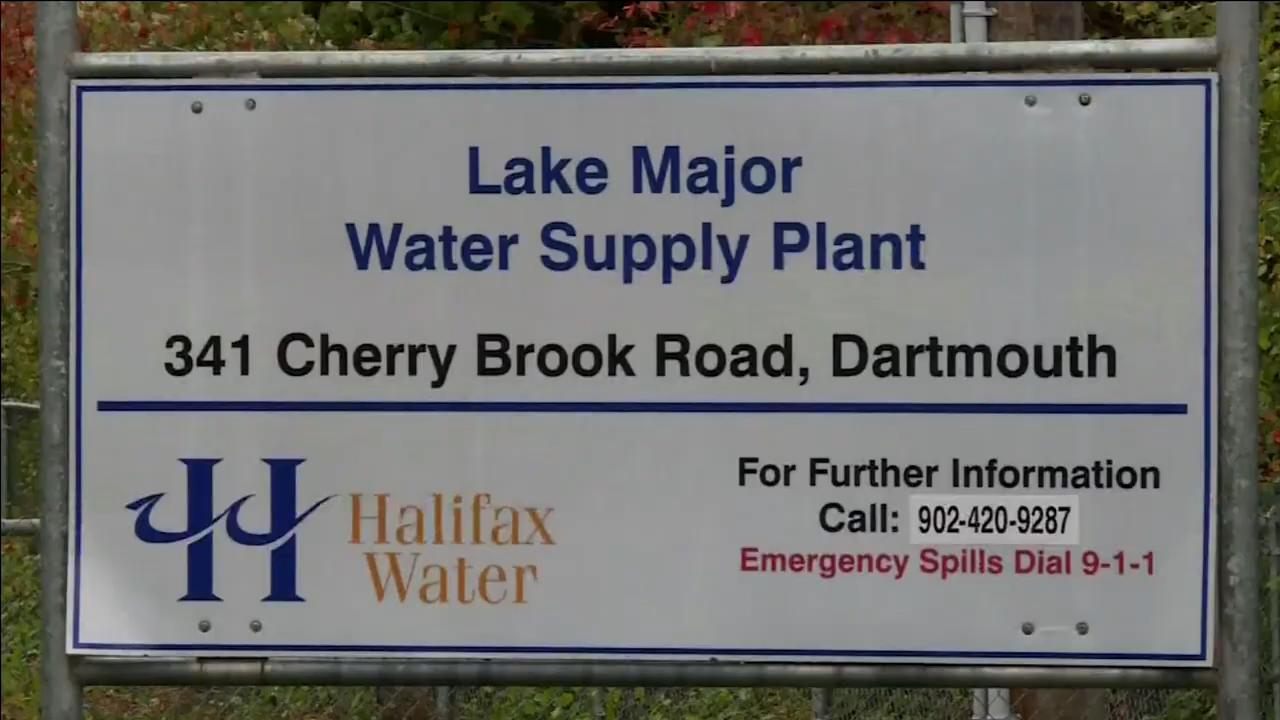 Lake Major
Water Supply Plant
341 Cherry Brook Road, Dartmouth
Halifax
Water
For Further Information
Call: 902-420-9287
Emergency Spills Dial 9-1-1